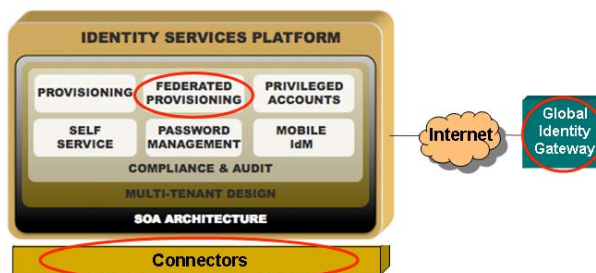 IDENTITY SERVICES PLATFORM
PROVISIONING
FEDERATED
PROVISIONING
PRIVILEGED
ACCOUNTS
SELF
SERVICE
PASSWORD
MANAGEMENT
MOBILE
IdM
COMPLIANCE & AUDIT
MULTI-TENANT DESIGN
SOA ARCHITECTURE
Connectors
Internet
Global
Identity
Gateway